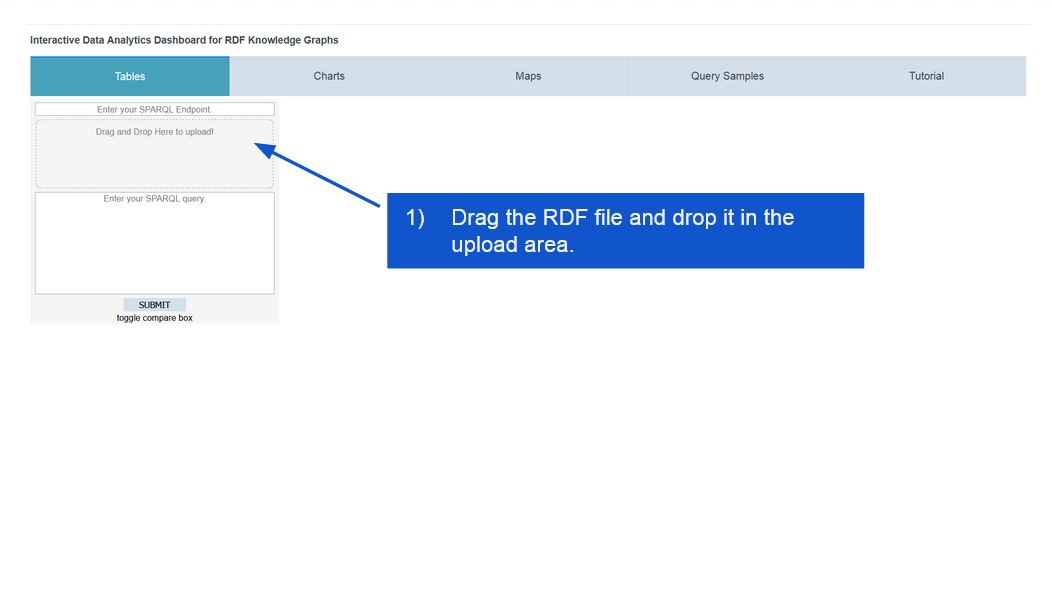 Interactive Data Analytics Dashboard for RDF Knowledge Graphs
Tables Charts Maps Query Samples Tutorial
Enter your SPARQL Endpoint.
Drag and Drop Here to upload!
Enter your SPARQL query.
SUBMIT
toggle compare box
1) Drag the RDF file and drop it in the
upload area.